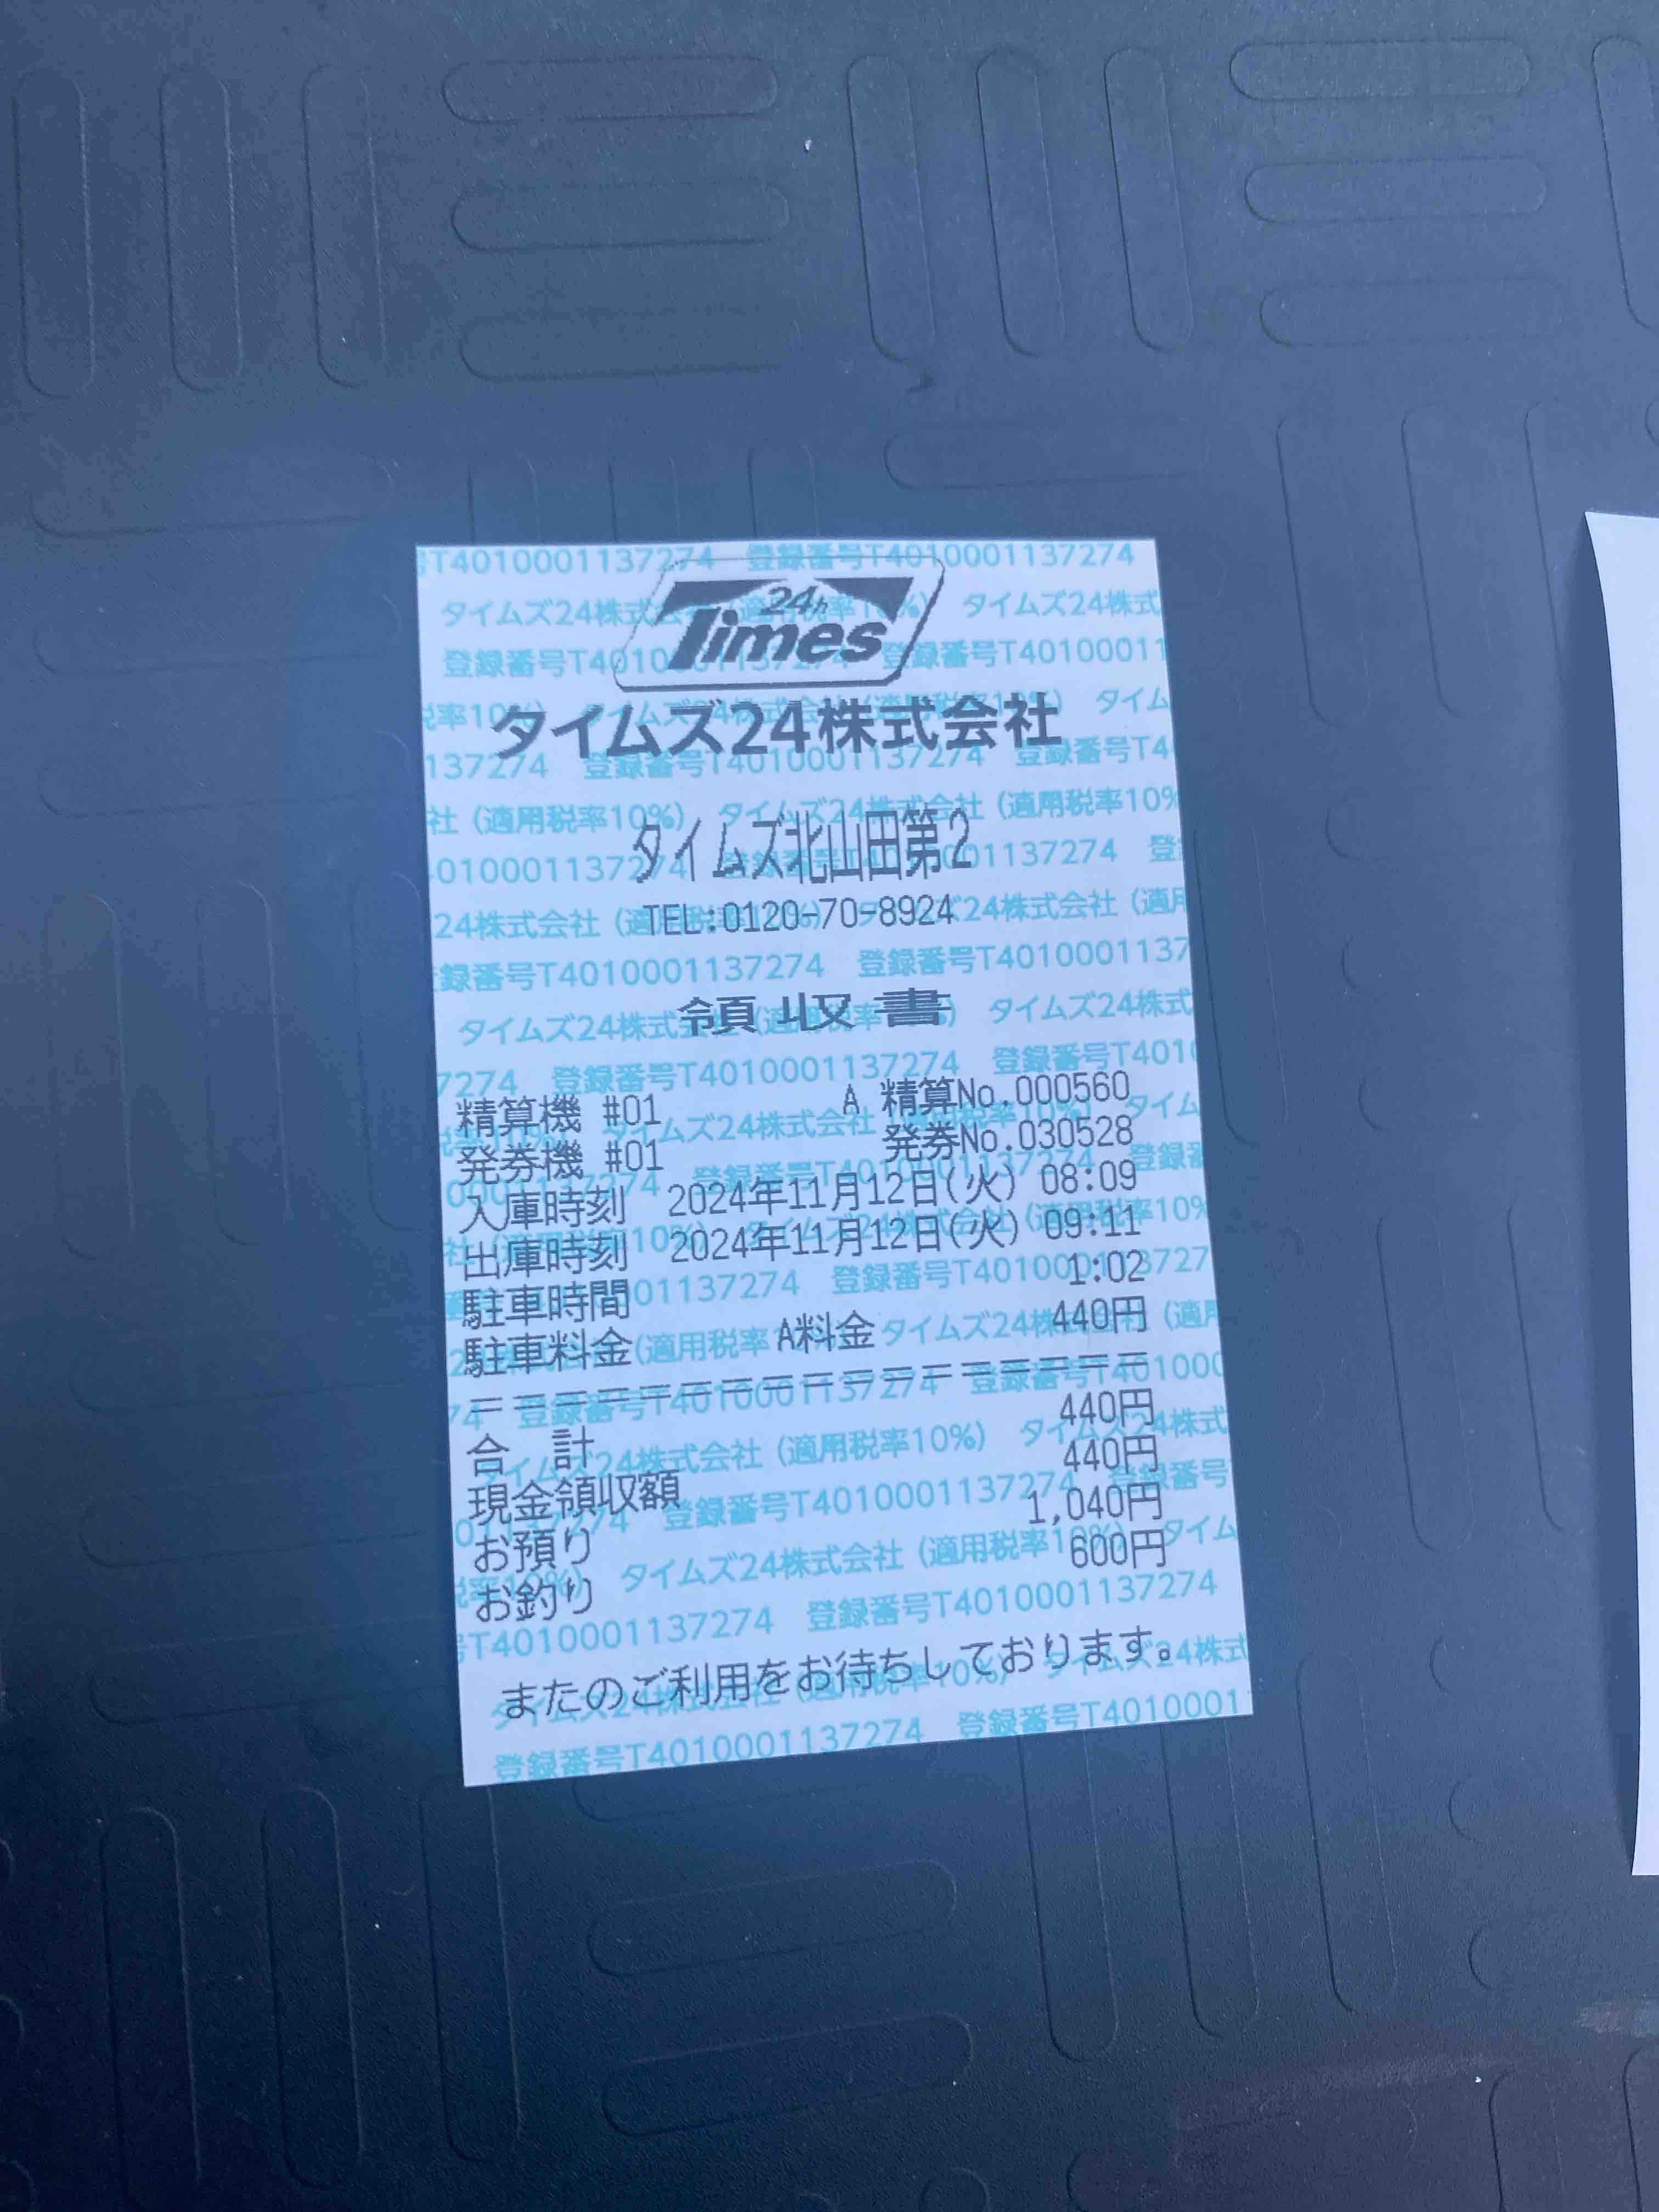 24h
Times
タイムズ24株式会社
タイムズ北山田第2
TEL:0120-70-8924
領収書
精算機 #01 A 精算No.000560
発券機 #01 発券No.030528
入庫時刻 2024年11月12日(火) 08:09
出庫時刻 2024年11月12日(火) 09:11
駐車時間 1:02
駐車料金 A料金 440円
合 計 440円
現金領収額 440円
お預り 1,040円
お釣り 600円
またのご利用をお待ちしております。
登録番号T4010001137274
タイムズ24株式会社 (適用税率10%)